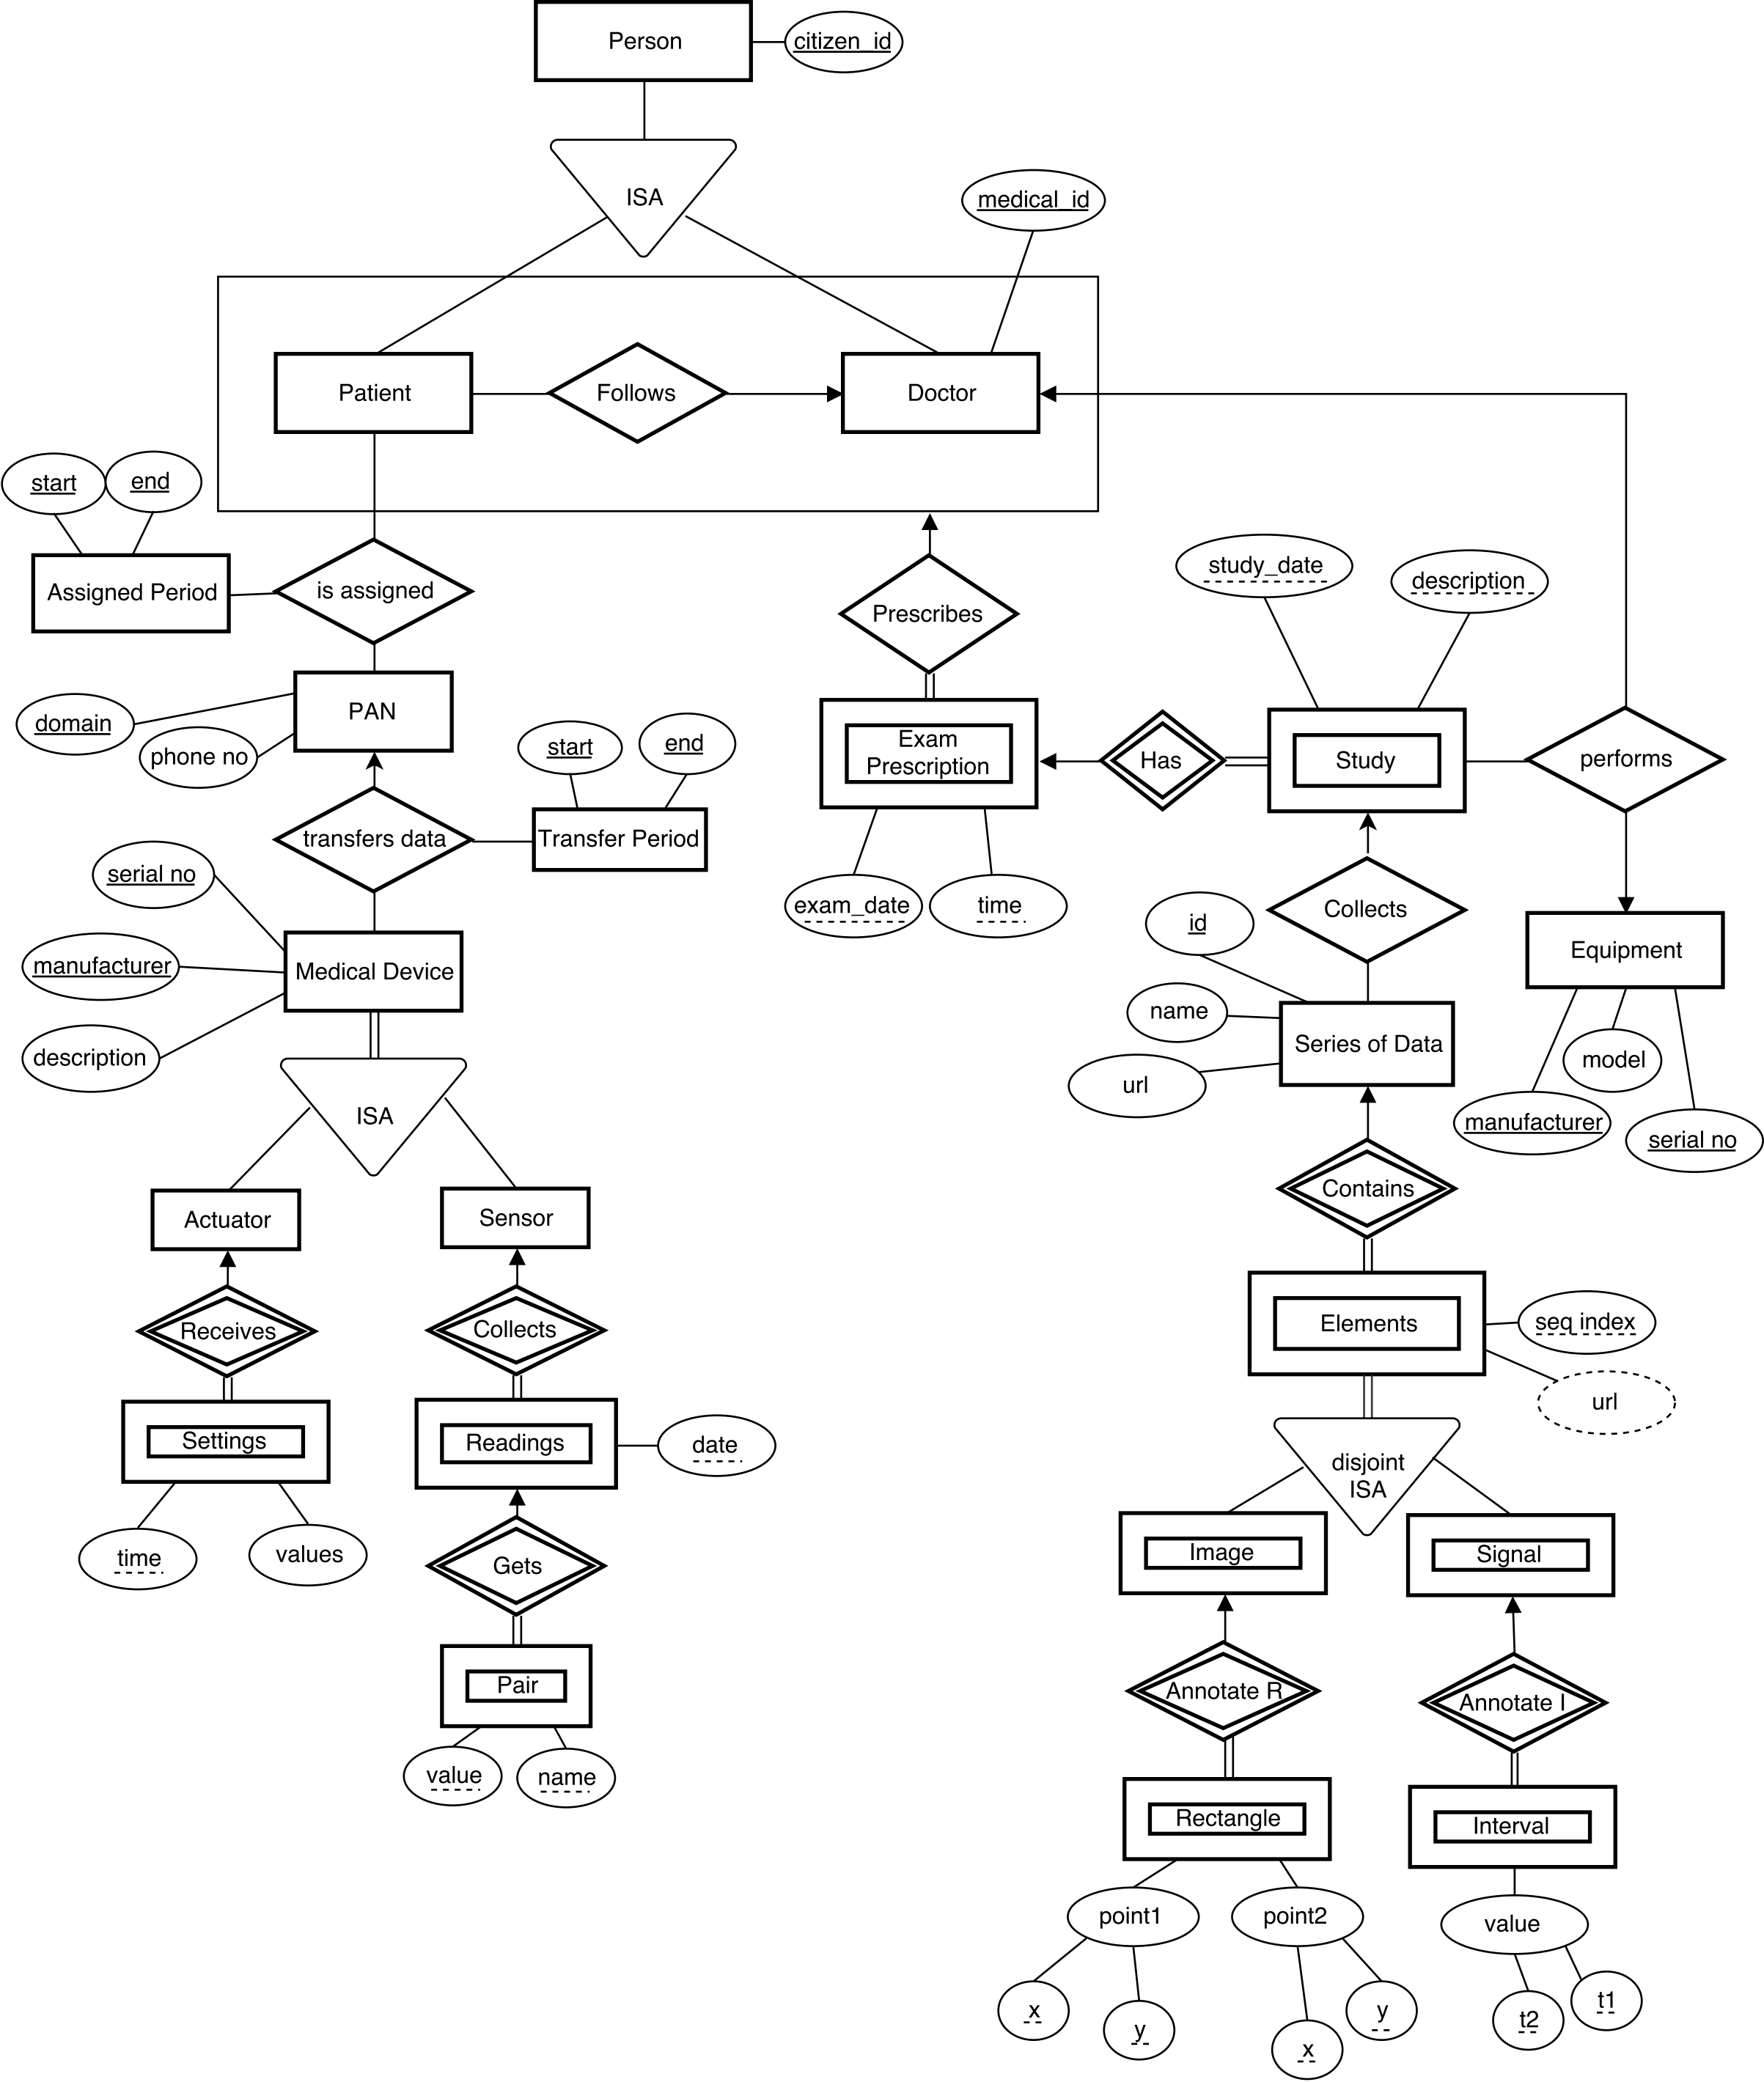 Person
citizen_id
ISA
medical_id
Patient
Follows
Doctor
start
end
Assigned Period
is assigned
Prescribes
study_date
description
PAN
domain
phone no
start
end
Exam
Prescription
Has
Study
performs
transfers data
Transfer Period
serial no
exam_date
time
Collects
id
Equipment
manufacturer
Medical Device
name
Series of Data
description
url
model
manufacturer
serial no
ISA
Contains
Actuator
Sensor
Receives
Collects
Elements
seq index
url
Settings
Readings
date
disjoint
ISA
time
values
Gets
Image
Signal
Pair
Annotate R
Annotate I
value
name
Rectangle
Interval
point1
point2
value
x
y
x
y
t2
t1